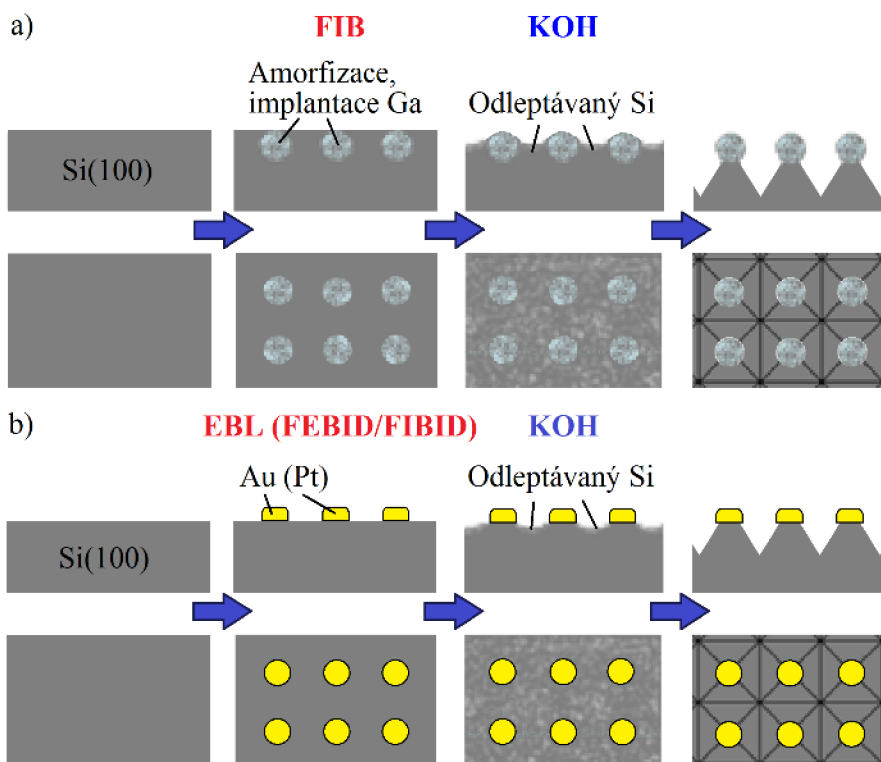 a)
FIB
KOH
Amorfizace,
implantace Ga
Odleptávaný Si
Si(100)
b)
EBL (FEBID/FIBID)
KOH
Au (Pt)
Odleptávaný Si
Si(100)